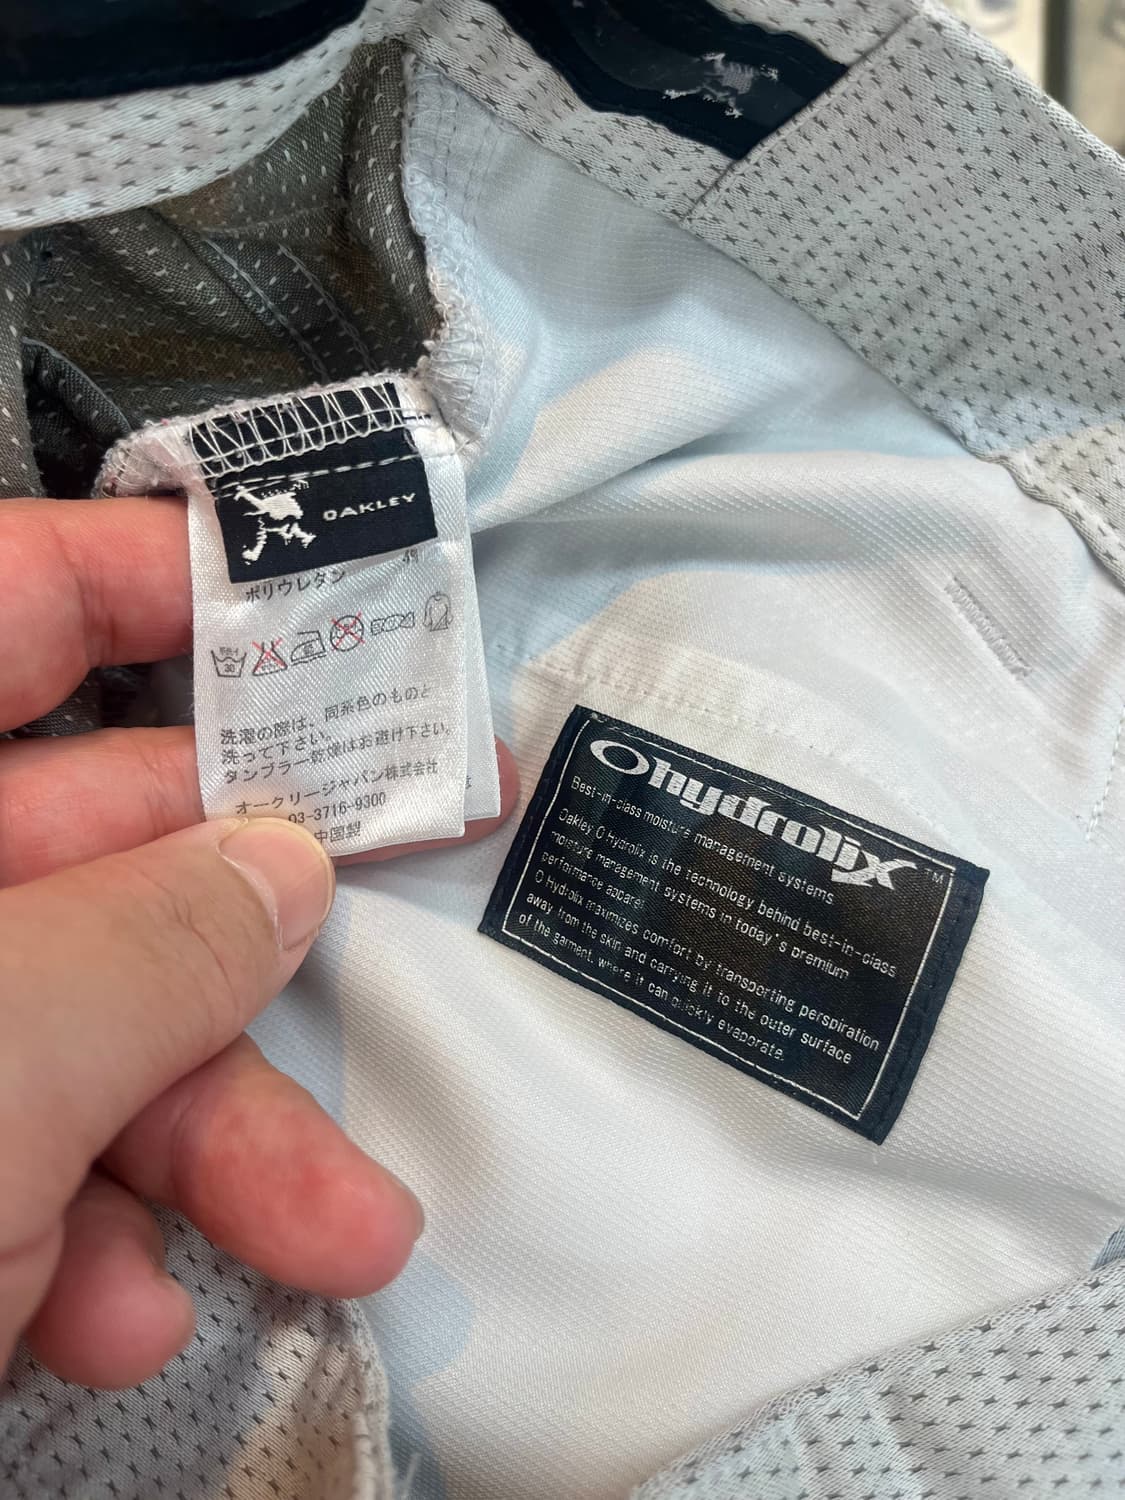 OAKLEY
ポリウレタン 4%
30
洗濯の際は、同系色のものと
洗って下さい。
タンブラー乾燥はお避け下さい。
オークリージャパン株式会社
03-3716-9300
中国製
O Hydrolix™
Best-in-class moisture management systems
Oakley O Hydrolix is the technology behind best-in-class
moisture management systems in today's premium
performance apparel
O Hydrolix maximizes comfort by transporting perspiration
away from the skin and carrying it to the outer surface
of the garment, where it can quickly evaporate.